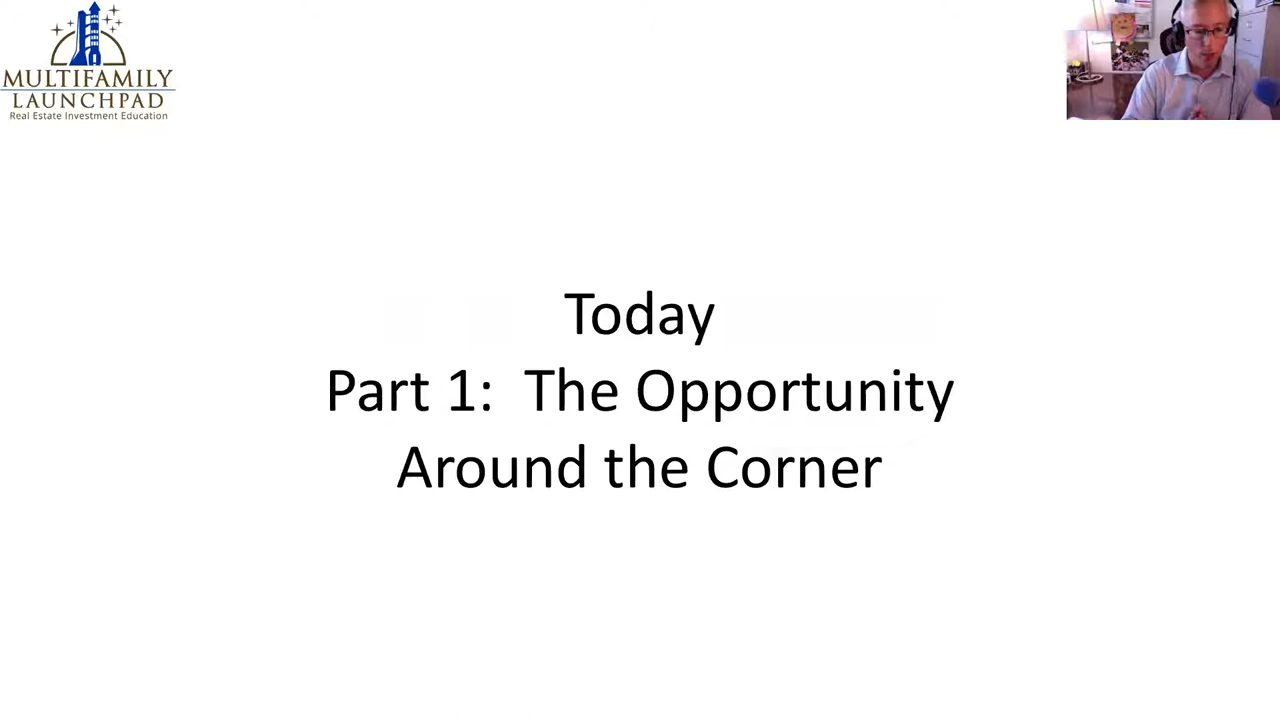 MULTIFAMILY
LAUNCHPAD
Real Estate Investment Education
Today
Part 1: The Opportunity
Around the Corner